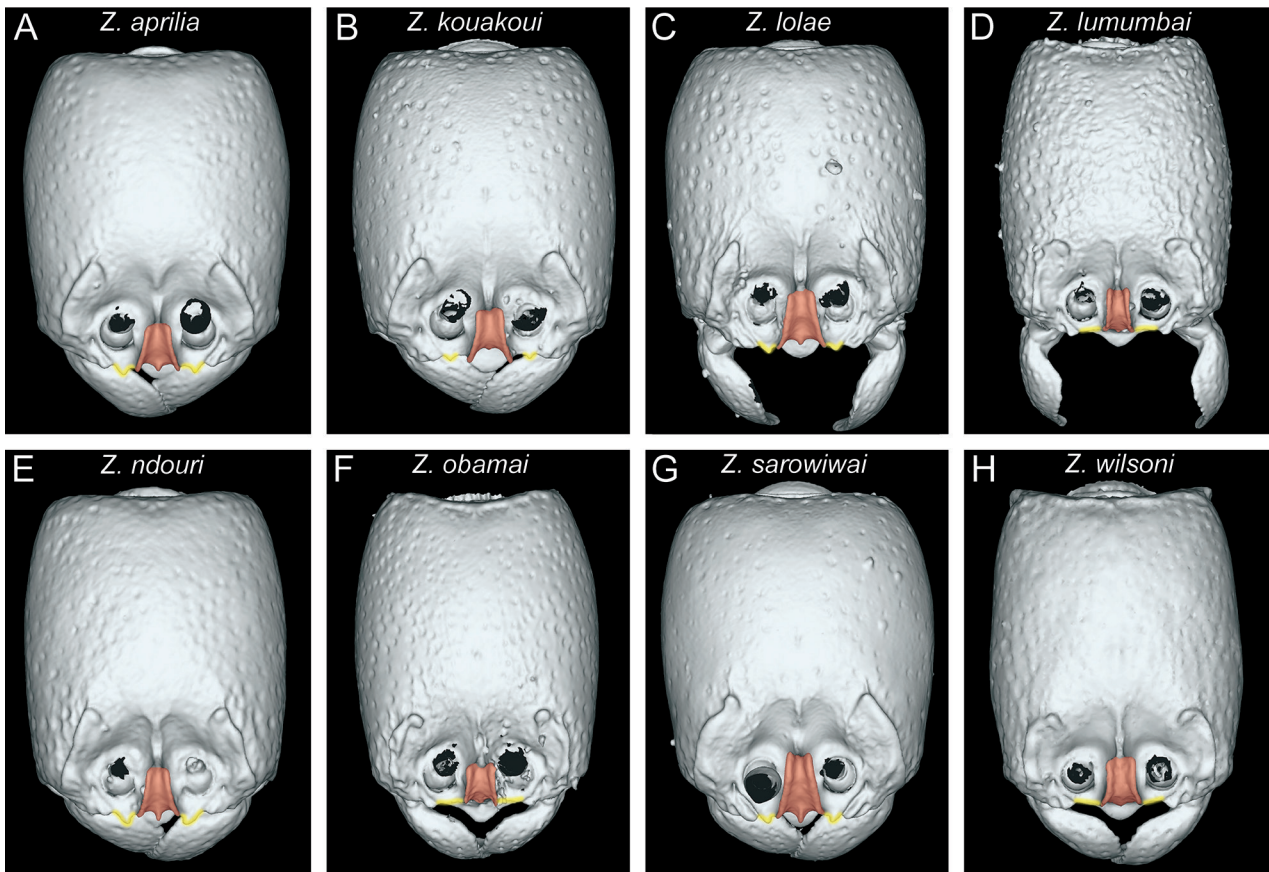 A Z. aprilia
B Z. kouakoui
C Z. lolae
D Z. lumumbai
E Z. ndouri
F Z. obamai
G Z. sarowiwai
H Z. wilsoni